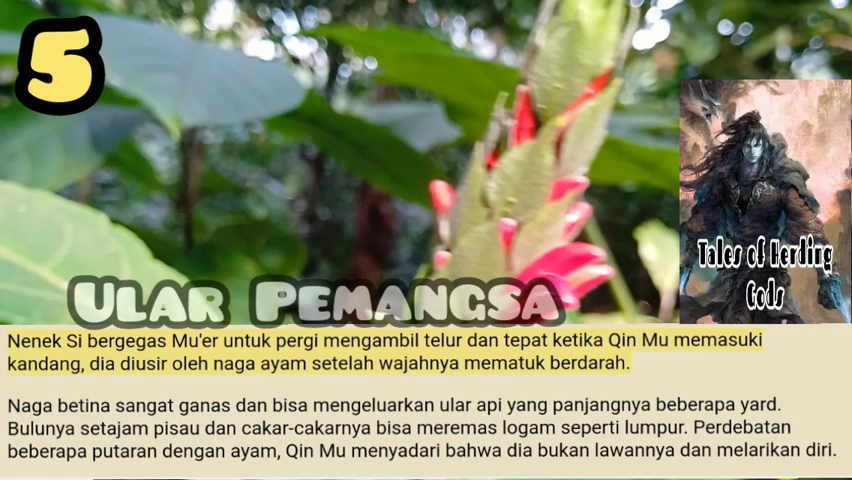 5
Tales of Herding
Gods
Ular Pemangsa
Nenek Si bergegas Mu'er untuk pergi mengambil telur dan tepat ketika Qin Mu memasuki
kandang, dia diusir oleh naga ayam setelah wajahnya mematuk berdarah.
Naga betina sangat ganas dan bisa mengeluarkan ular api yang panjangnya beberapa yard.
Bulunya setajam pisau dan cakar-cakarnya bisa meremas logam seperti lumpur. Perdebatan
beberapa putaran dengan ayam, Qin Mu menyadari bahwa dia bukan lawannya dan melarikan diri.